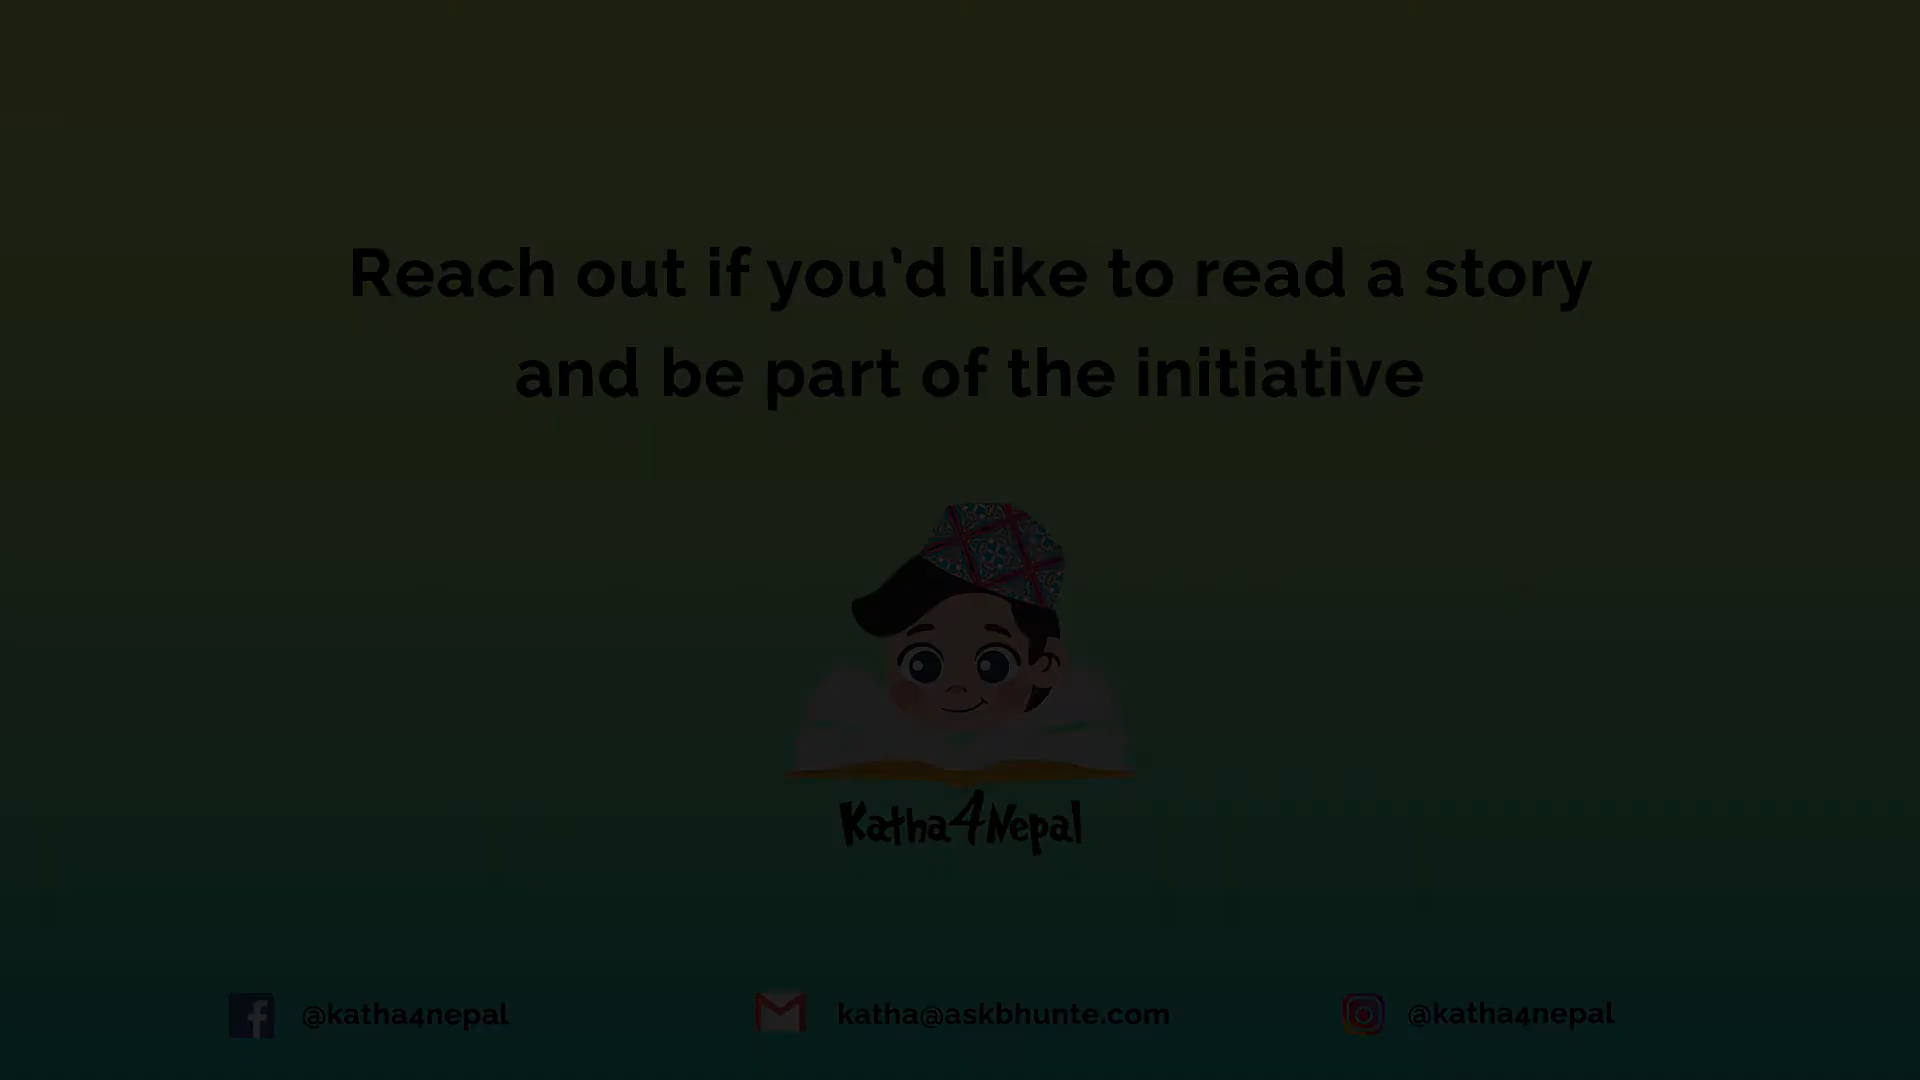 Reach out if you’d like to read a story
and be part of the initiative
Katha4Nepal
@katha4nepal
katha@askbhunte.com
@katha4nepal